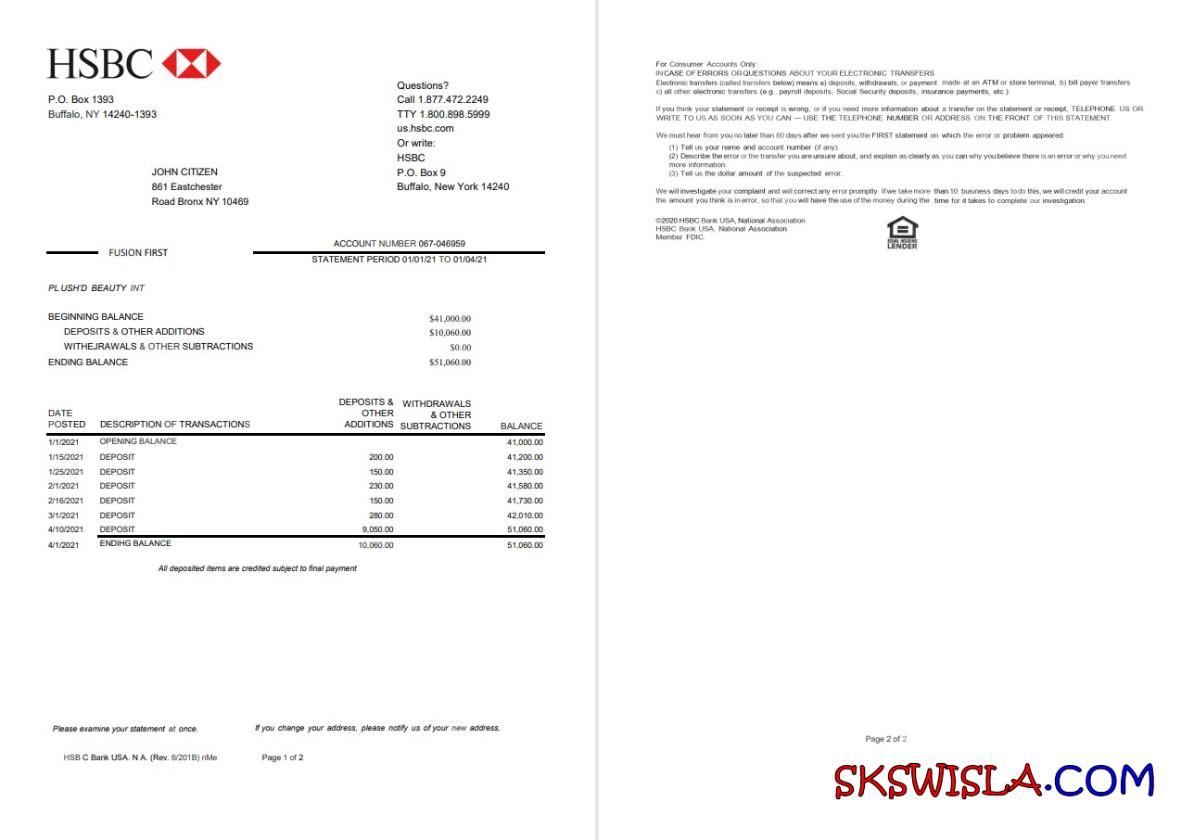 HSBC
P.O. Box 1393
Buffalo, NY 14240-1393
Questions?
Call 1.877.472.2249
TTY 1.800.898.5999
us.hsbc.com
Or write:
HSBC
P.O. Box 9
Buffalo, New York 14240
JOHN CITIZEN
861 Eastchester
Road Bronx NY 10469
FUSION FIRST
ACCOUNT NUMBER 067-046959
STATEMENT PERIOD 01/01/21 TO 01/04/21
PLUSH'D BEAUTY INT
BEGINNING BALANCE $41,000.00
DEPOSITS & OTHER ADDITIONS $10,060.00
WITHEJRAWALS & OTHER SUBTRACTIONS $0.00
ENDING BALANCE $51,060.00
DATE POSTED DESCRIPTION OF TRANSACTIONS DEPOSITS & OTHER ADDITIONS WITHDRAWALS & OTHER SUBTRACTIONS BALANCE
1/1/2021 OPENING BALANCE 41,000.00
1/15/2021 DEPOSIT 200.00 41,200.00
1/25/2021 DEPOSIT 150.00 41,350.00
2/1/2021 DEPOSIT 230.00 41,580.00
2/16/2021 DEPOSIT 150.00 41,730.00
3/1/2021 DEPOSIT 280.00 42,010.00
4/10/2021 DEPOSIT 9,050.00 51,060.00
4/1/2021 ENDIHG BALANCE 10,060.00 51,060.00
All deposited items are credited subject to final payment
Please examine your statement at once. If you change your address, please notify us of your new address.
HSB C Bank USA. N A. (Rev. 6/201B) nMe Page 1 of 2
For Consumer Accounts Only:
IN CASE OF ERRORS OR QUESTIONS ABOUT YOUR ELECTRONIC TRANSFERS
Electronic transfers (called transfers below) means a) deposits, withdrawals, or payment made at an ATM or store terminal, b) bill payer transfers
c) all other electronic transfers (e.g., payroll deposits, Social Security deposits, insurance payments, etc.).
If you think your statement or receipt is wrong, or if you need more information about a transfer on the statement or receipt, TELEPHONE US OR
WRITE TO US AS SOON AS YOU CAN — USE THE TELEPHONE NUMBER OR ADDRESS ON THE FRONT OF THIS STATEMENT.
We must hear from you no later than 60 days after we sent you the FIRST statement on which the error or problem appeared.
(1) Tell us your name and account number (if any).
(2) Describe the error or the transfer you are unsure about, and explain as clearly as you can why you believe there is an error or why you need
more information.
(3) Tell us the dollar amount of the suspected error.
We will investigate your complaint and will correct any error promptly. If we take more than 10 business days to do this, we will credit your account
the amount you think is in error, so that you will have the use of the money during the time for it takes to complete our investigation.
©2020 HSBC Bank USA, National Association
HSBC Bank USA, National Association
Member FDIC.
EQUAL HOUSING
LENDER
Page 2 of 2
SKSWISLA.COM